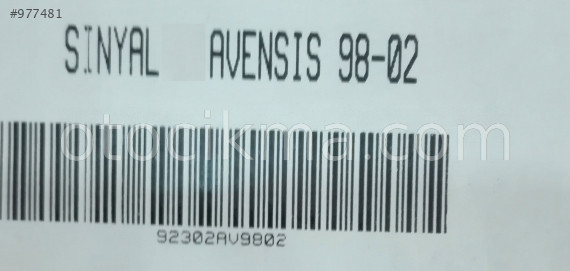 #977481
SINYAL AVENSIS 98-02
otocikma.com
92302AV9802